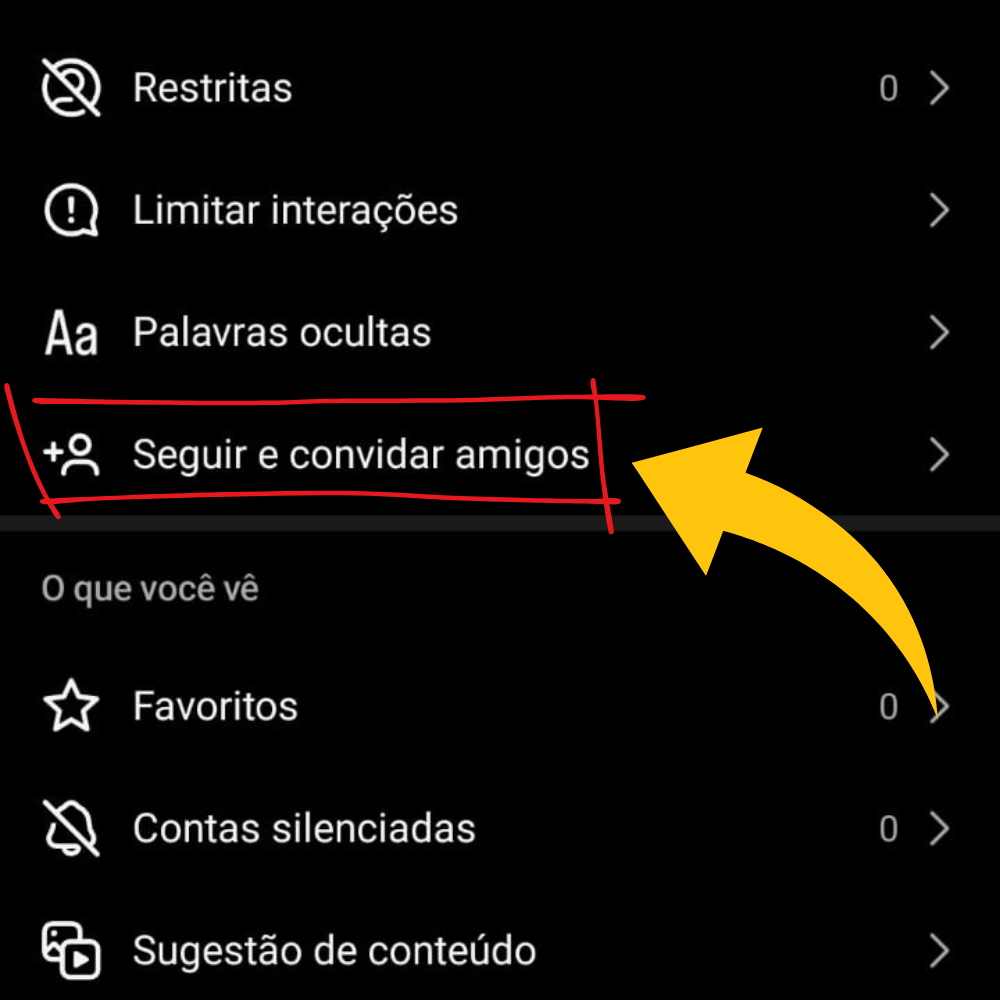 Restritas 0
Limitar interações
Aa Palavras ocultas
Seguir e convidar amigos
O que você vê
Favoritos 0
Contas silenciadas 0
Sugestão de conteúdo